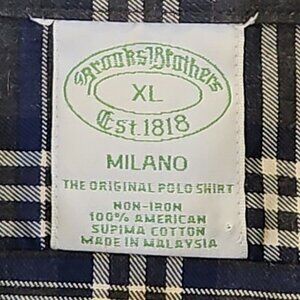 Brooks Brothers
XL
Est. 1818
MILANO
THE ORIGINAL POLO SHIRT
NON-IRON
100% AMERICAN
SUPIMA COTTON
MADE IN MALAYSIA